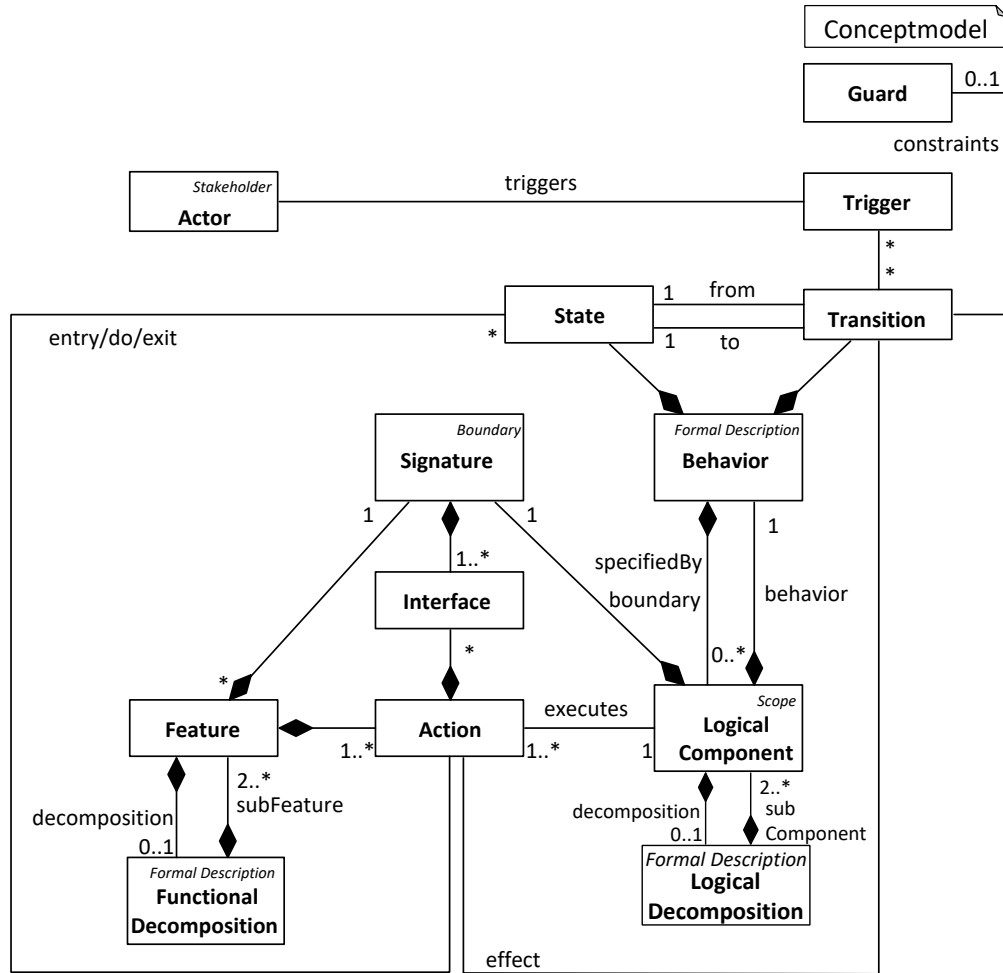 Conceptmodel
Guard
0..1
constraints
Stakeholder
Actor
triggers
Trigger
*
*
State
1
from
Transition
entry/do/exit
*
1
to
Boundary
Signature
Formal Description
Behavior
1
1
1
1..*
specifiedBy
boundary
behavior
Interface
*
*
0..*
Feature
Action
executes
Scope
Logical
Component
1..*
1..*
1
2..*
subFeature
decomposition
0..1
decomposition
2..*
sub
Component
0..1
Formal Description
Functional
Decomposition
Formal Description
Logical
Decomposition
effect